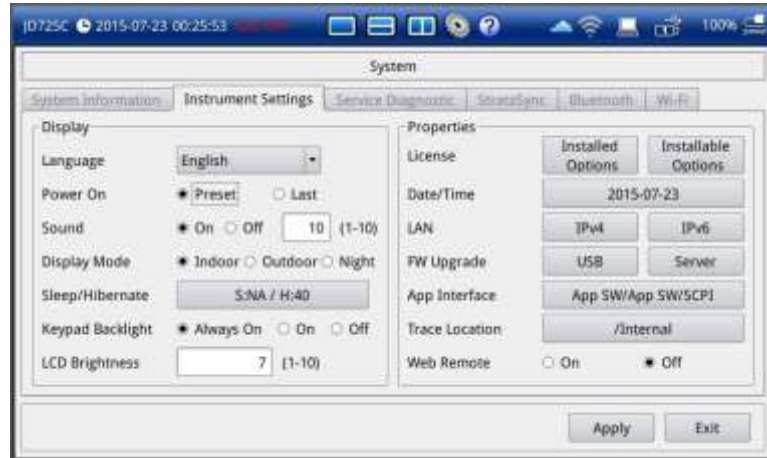 JD725C 2015-07-23 00:25:53
100%
System
System Information Instrument Settings Service Diagnostic StrataSync Bluetooth Wi-Fi
Display
Language English
Power On Preset Last
Sound On Off 10 (1-10)
Display Mode Indoor Outdoor Night
Sleep/Hibernate S:NA / H:40
Keypad Backlight Always On On Off
LCD Brightness 7 (1-10)
Properties
License Installed Options Installable Options
Date/Time 2015-07-23
LAN IPv4 IPv6
FW Upgrade USB Server
App Interface App SW/App SW/SCPI
Trace Location /Internal
Web Remote On Off
Apply Exit